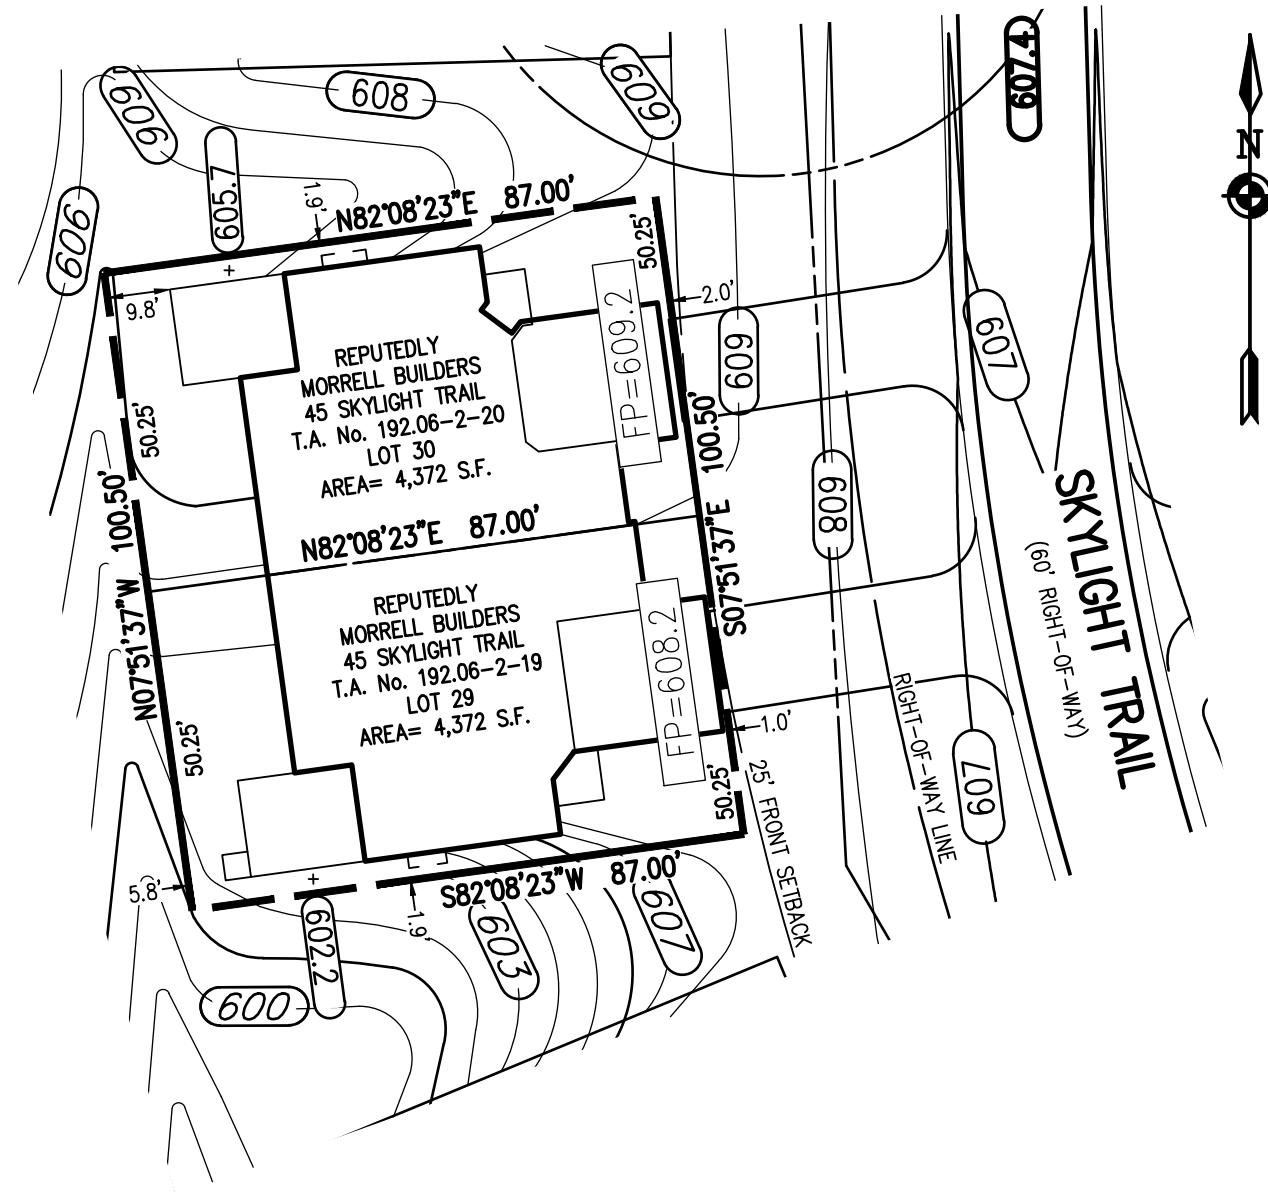 607.4
608
609
606
N
605.7
1.9'
N82°08'23"E 87.00'
606
50.25'
9.8'
2.0'
FP=609.2
609
607
REPUTEDLY
MORRELL BUILDERS
45 SKYLIGHT TRAIL
T.A. No. 192.06-2-20
LOT 30
AREA= 4,372 S.F.
50.25'
100.50'
S07°51'37"E 100.50'
608
N82°08'23"E 87.00'
SKYLIGHT TRAIL
(60' RIGHT-OF-WAY)
N07°51'37"W
REPUTEDLY
MORRELL BUILDERS
45 SKYLIGHT TRAIL
T.A. No. 192.06-2-19
LOT 29
AREA= 4,372 S.F.
FP=608.2
RIGHT-OF-WAY LINE
1.0'
50.25'
50.25'
607
25' FRONT SETBACK
5.8'
S82°08'23"W 87.00'
1.9'
602.2
603
607
600